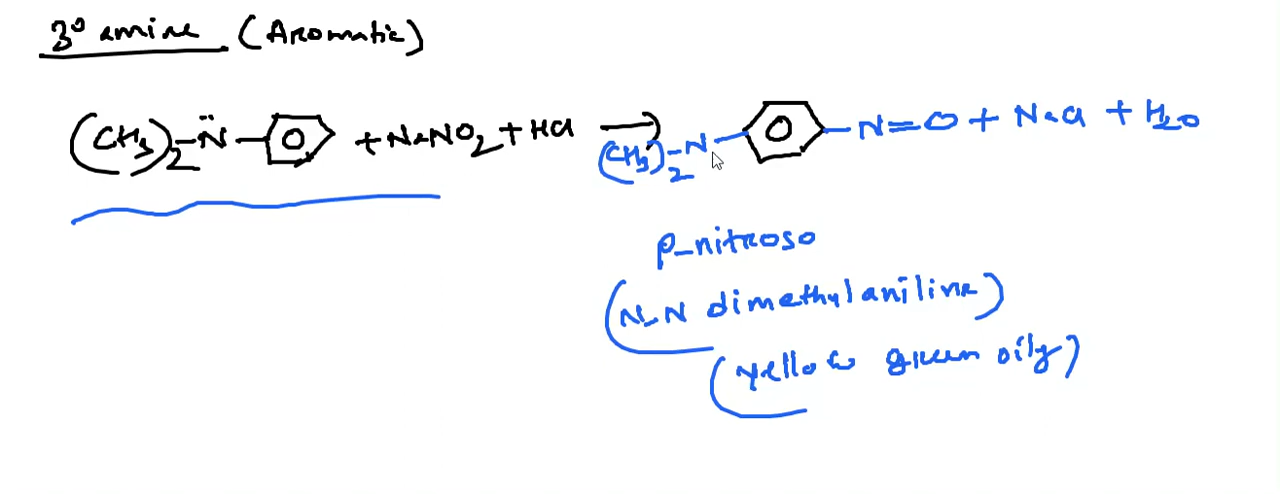 3° amine (Aromatic)
(CH3)2-N̈- +NaNO2+HCl → (CH3)2-N- -N=O + NaCl + H2O
p-nitroso
(N-N dimethylaniline)
(yellow green oily)